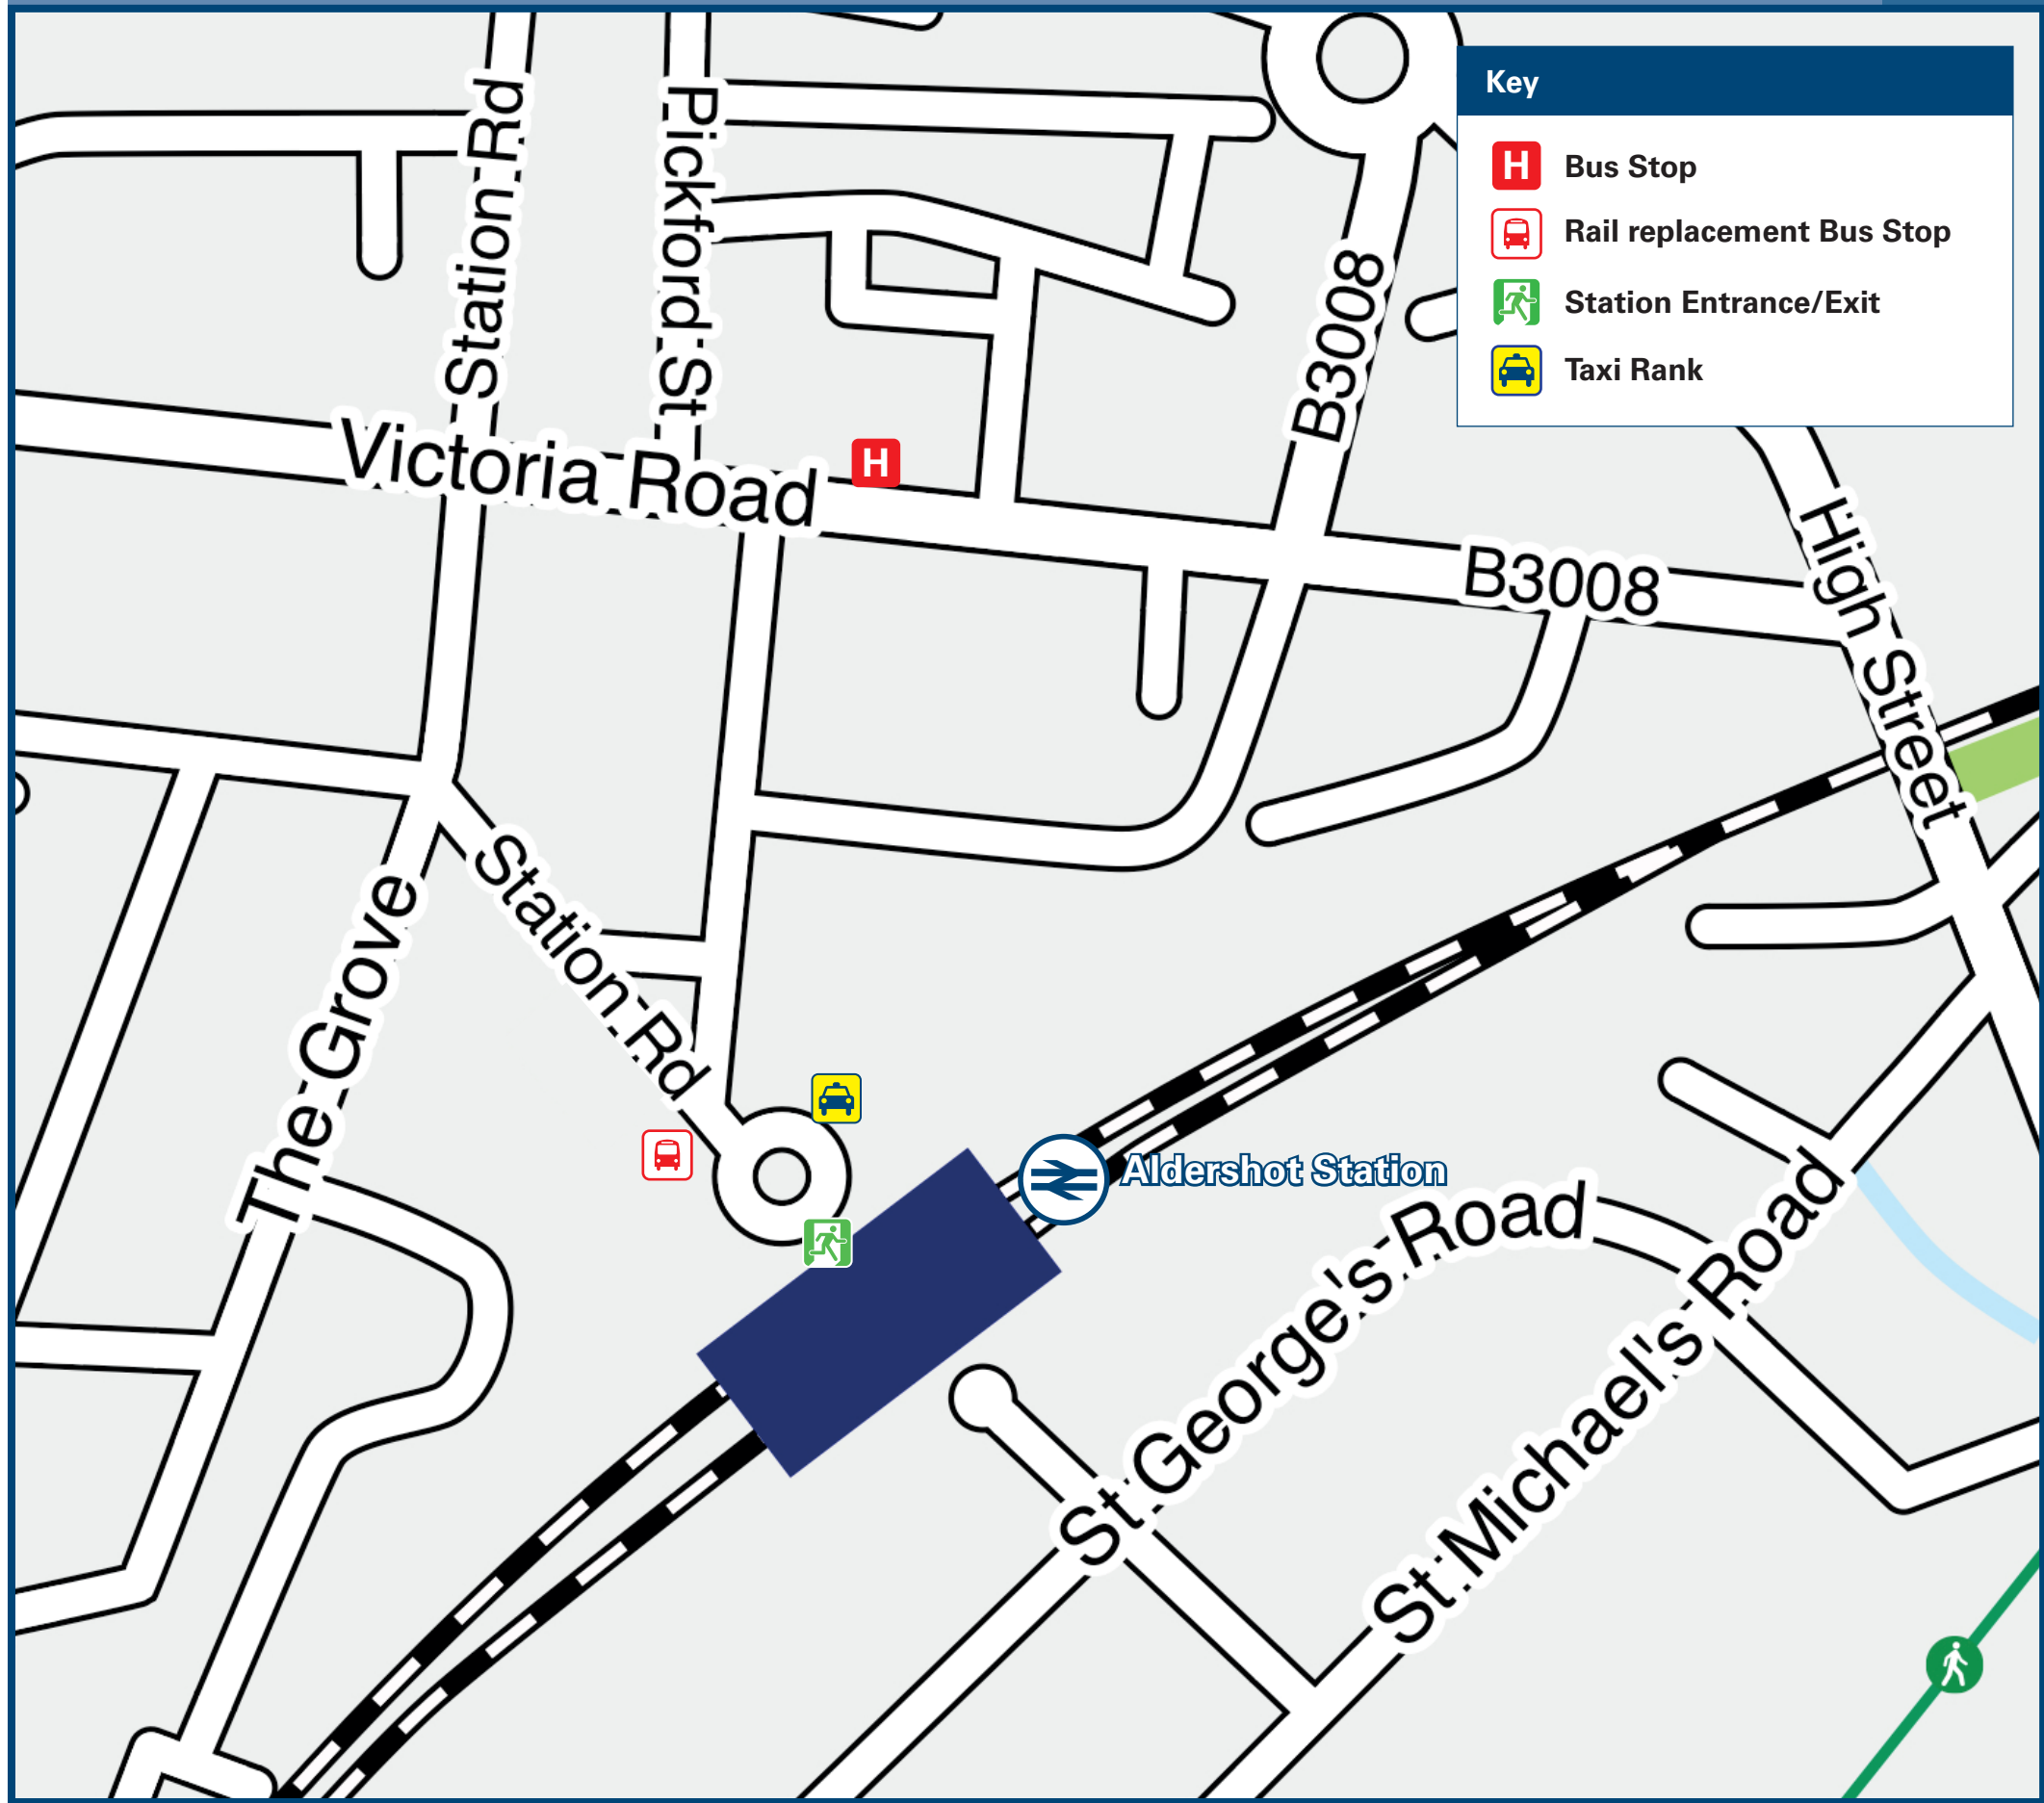 Key
H Bus Stop
Rail replacement Bus Stop
Station Entrance/Exit
Taxi Rank
Station Rd
Pickford St
B3008
Victoria Road
H
B3008
High Street
Station Rd
The Grove
Aldershot Station
St George's Road
St Michael's Road